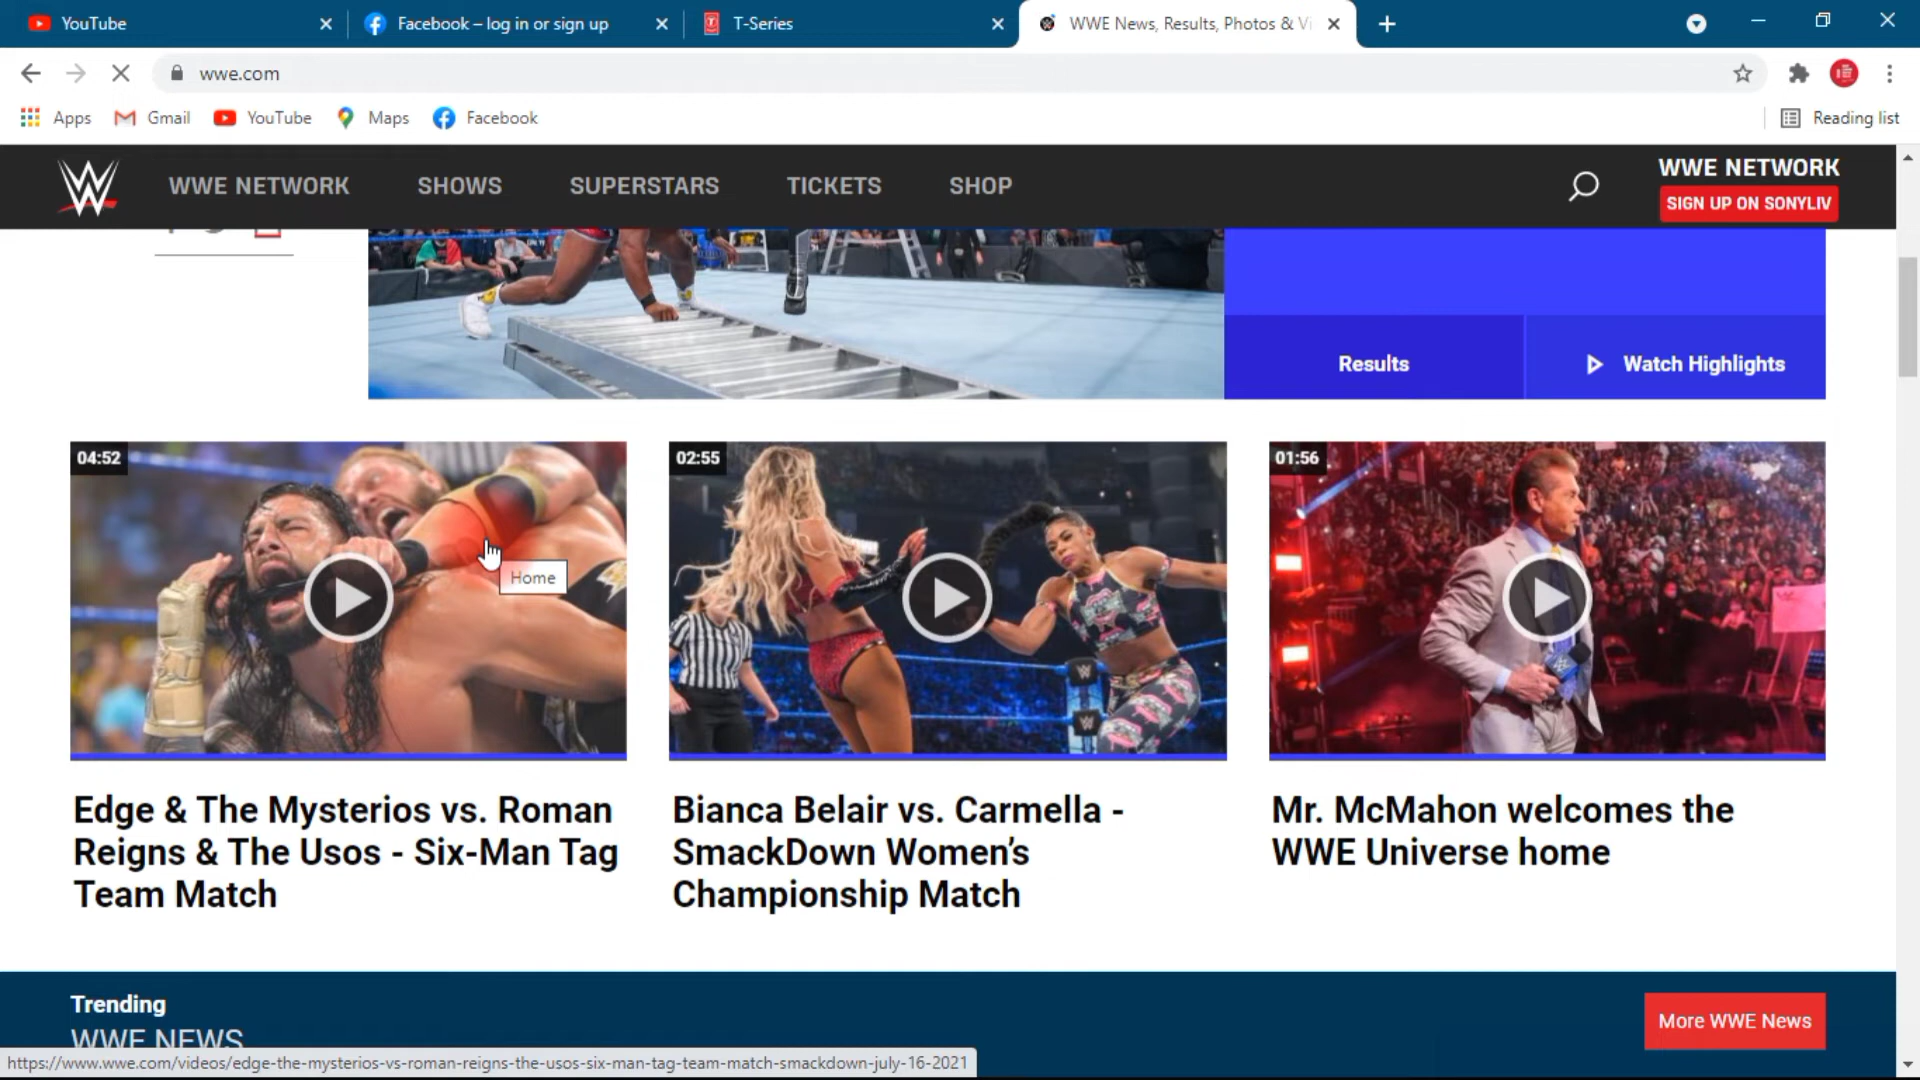 YouTube
Facebook – log in or sign up
T-Series
WWE News, Results, Photos & Vi
wwe.com
Apps
Gmail
YouTube
Maps
Facebook
Reading list
WWE NETWORK
SHOWS
SUPERSTARS
TICKETS
SHOP
WWE NETWORK
SIGN UP ON SONYLIV
Results
Watch Highlights
04:52
02:55
01:56
Home
Edge & The Mysterios vs. Roman
Reigns & The Usos - Six-Man Tag
Team Match
Bianca Belair vs. Carmella -
SmackDown Women’s
Championship Match
Mr. McMahon welcomes the
WWE Universe home
Trending
WWE NEWS
More WWE News
https://www.wwe.com/videos/edge-the-mysterios-vs-roman-reigns-the-usos-six-man-tag-team-match-smackdown-july-16-2021